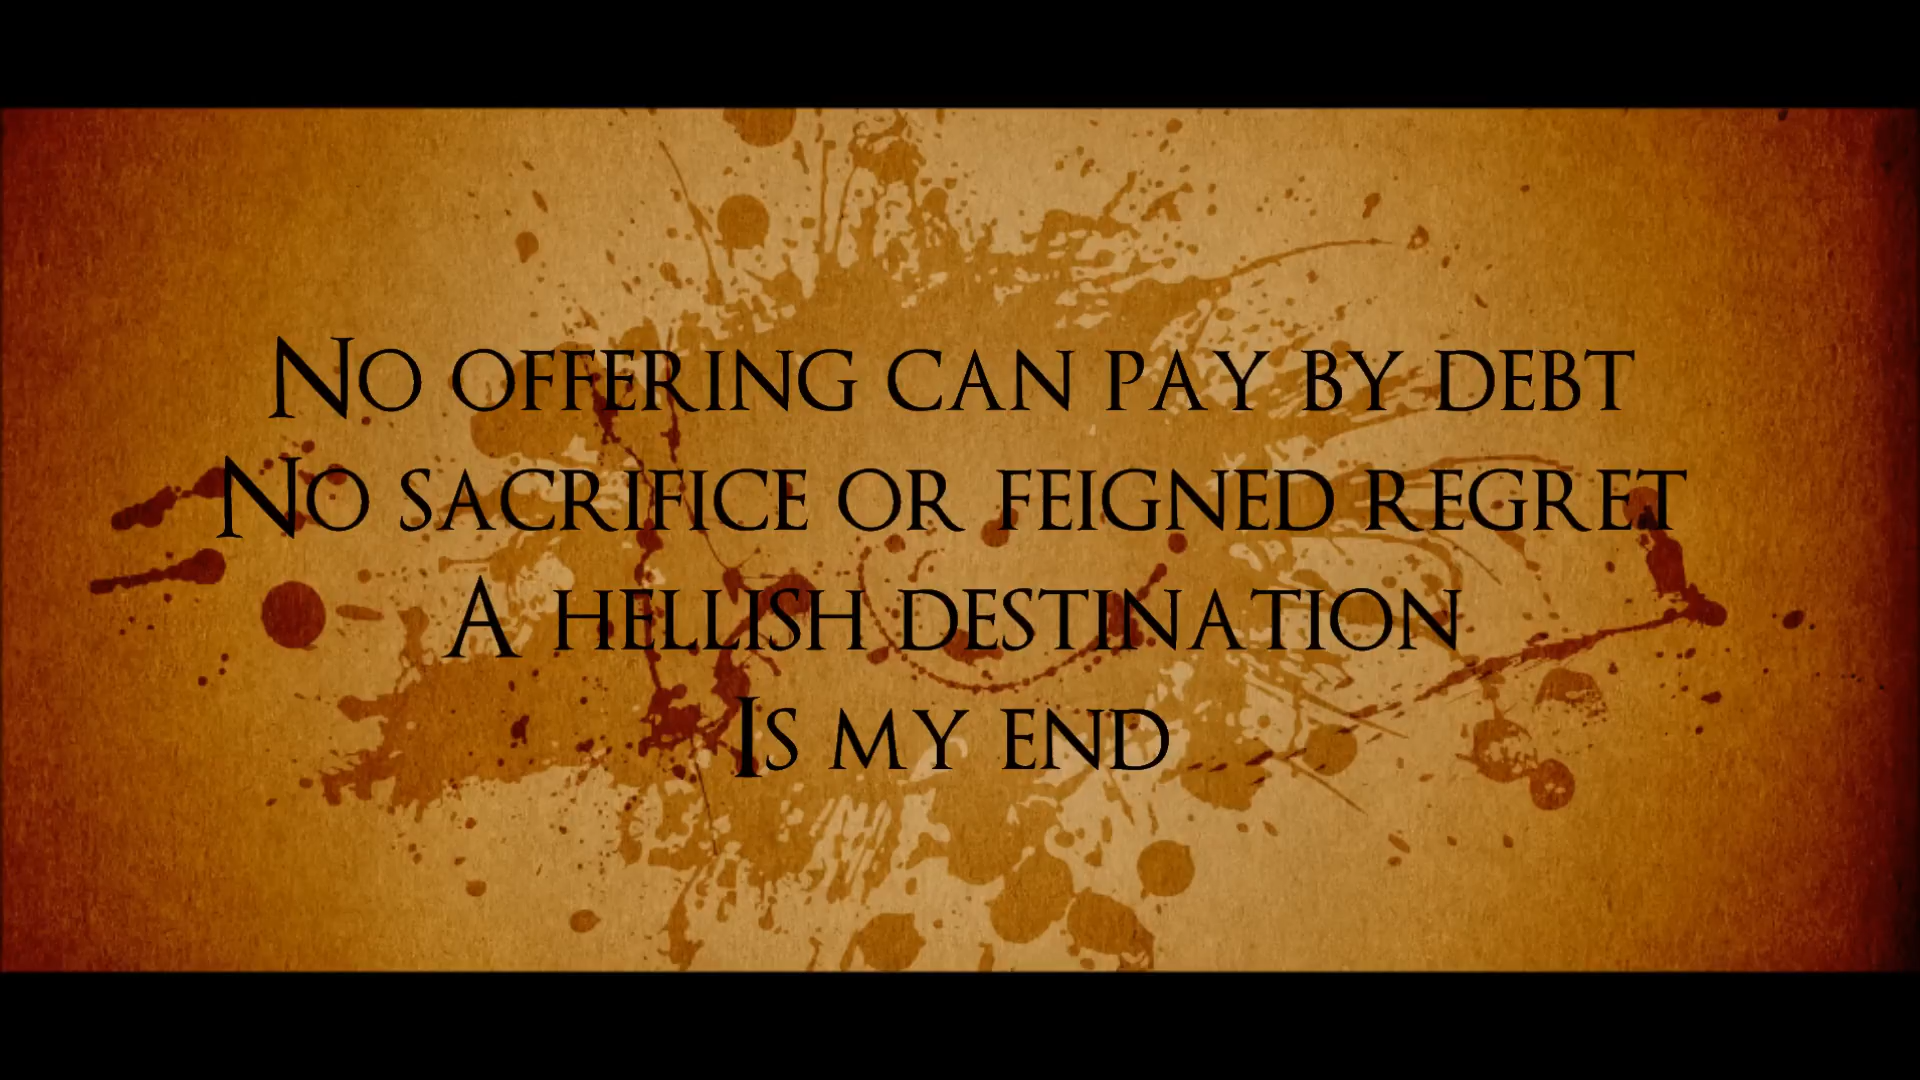 No offering can pay by debt
No sacrifice or feigned regret
A hellish destination
Is my end